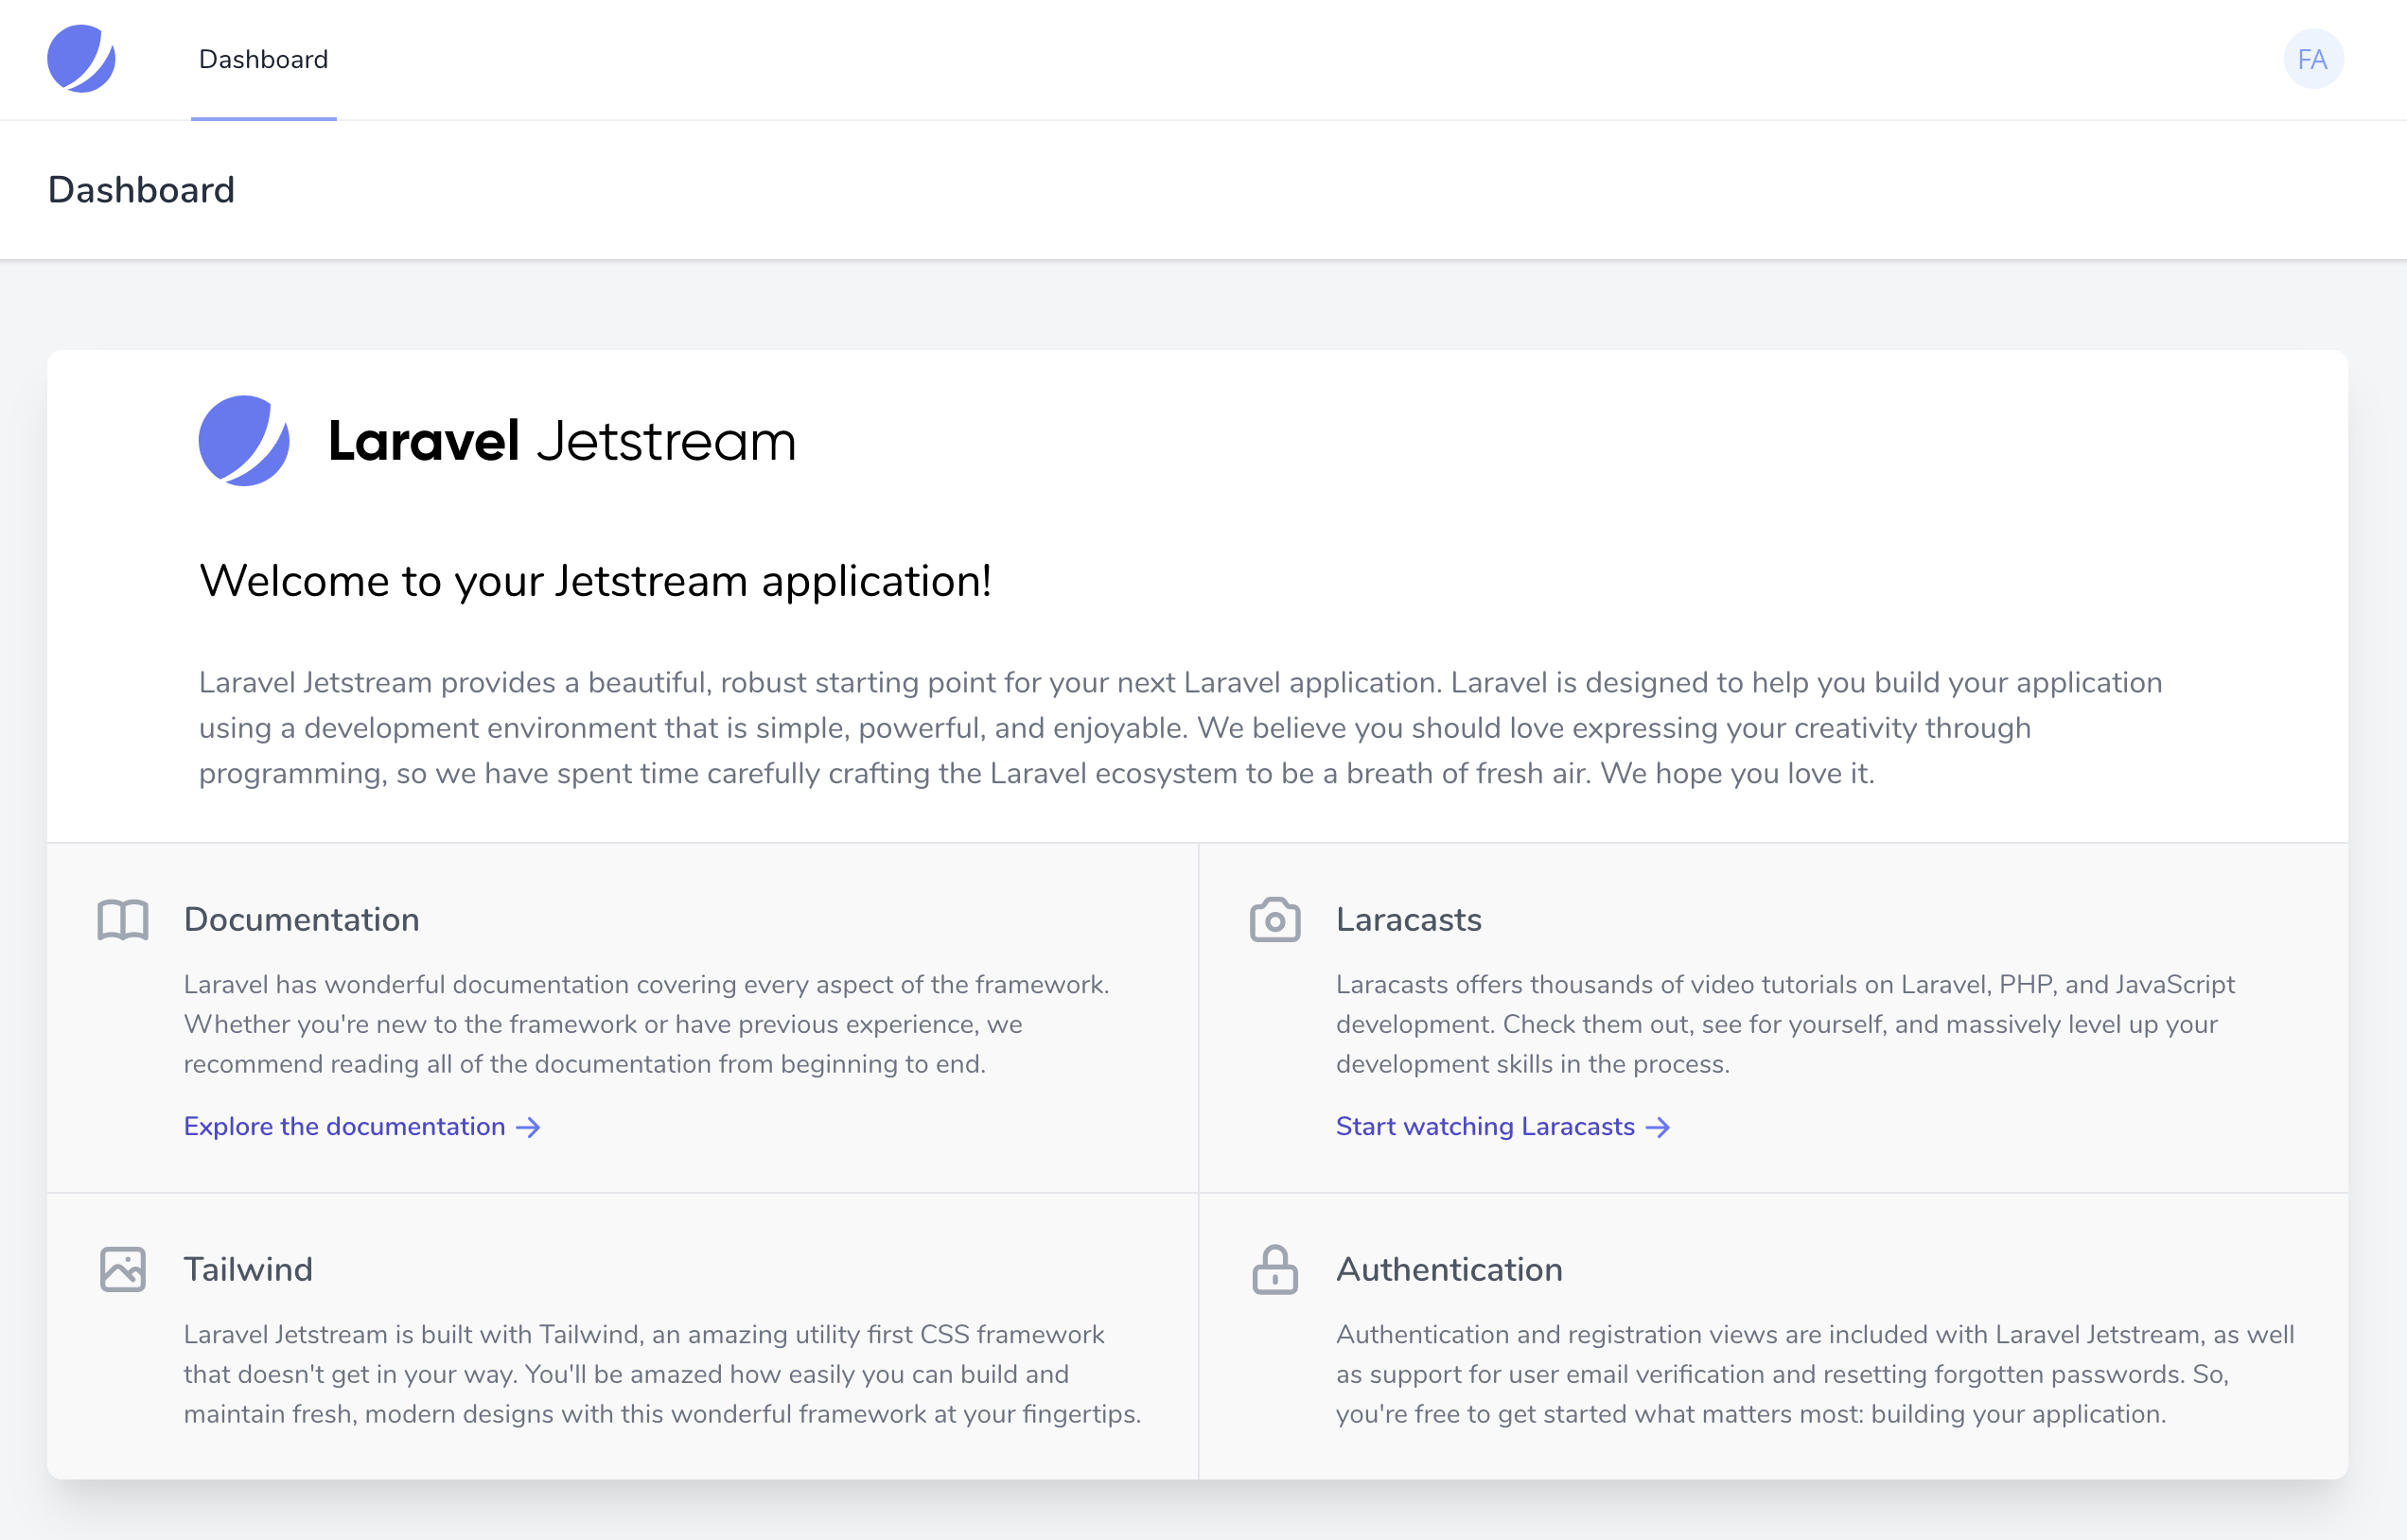 Dashboard
FA
Dashboard
Laravel Jetstream
Welcome to your Jetstream application!
Laravel Jetstream provides a beautiful, robust starting point for your next Laravel application. Laravel is designed to help you build your application
using a development environment that is simple, powerful, and enjoyable. We believe you should love expressing your creativity through
programming, so we have spent time carefully crafting the Laravel ecosystem to be a breath of fresh air. We hope you love it.
Documentation
Laravel has wonderful documentation covering every aspect of the framework.
Whether you're new to the framework or have previous experience, we
recommend reading all of the documentation from beginning to end.
Explore the documentation
Laracasts
Laracasts offers thousands of video tutorials on Laravel, PHP, and JavaScript
development. Check them out, see for yourself, and massively level up your
development skills in the process.
Start watching Laracasts
Tailwind
Laravel Jetstream is built with Tailwind, an amazing utility first CSS framework
that doesn't get in your way. You'll be amazed how easily you can build and
maintain fresh, modern designs with this wonderful framework at your fingertips.
Authentication
Authentication and registration views are included with Laravel Jetstream, as well
as support for user email verification and resetting forgotten passwords. So,
you're free to get started what matters most: building your application.